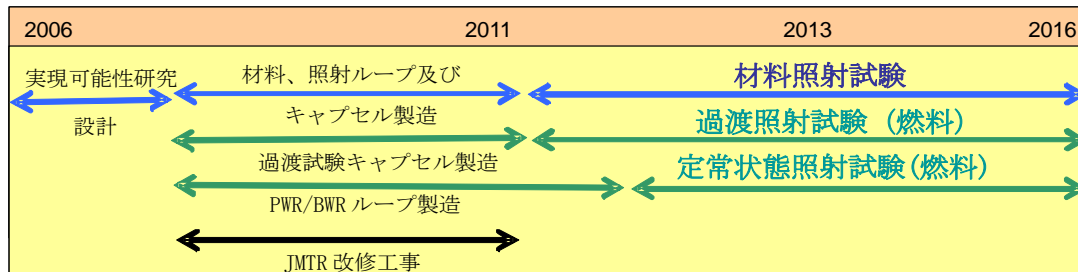 2006 2011 2013 2016
実現可能性研究 材料、照射ループ及び 材料照射試験
設計 キャプセル製造 過渡照射試験 (燃料)
過渡試験キャプセル製造 定常状態照射試験(燃料)
PWR/BWR ループ製造
JMTR 改修工事